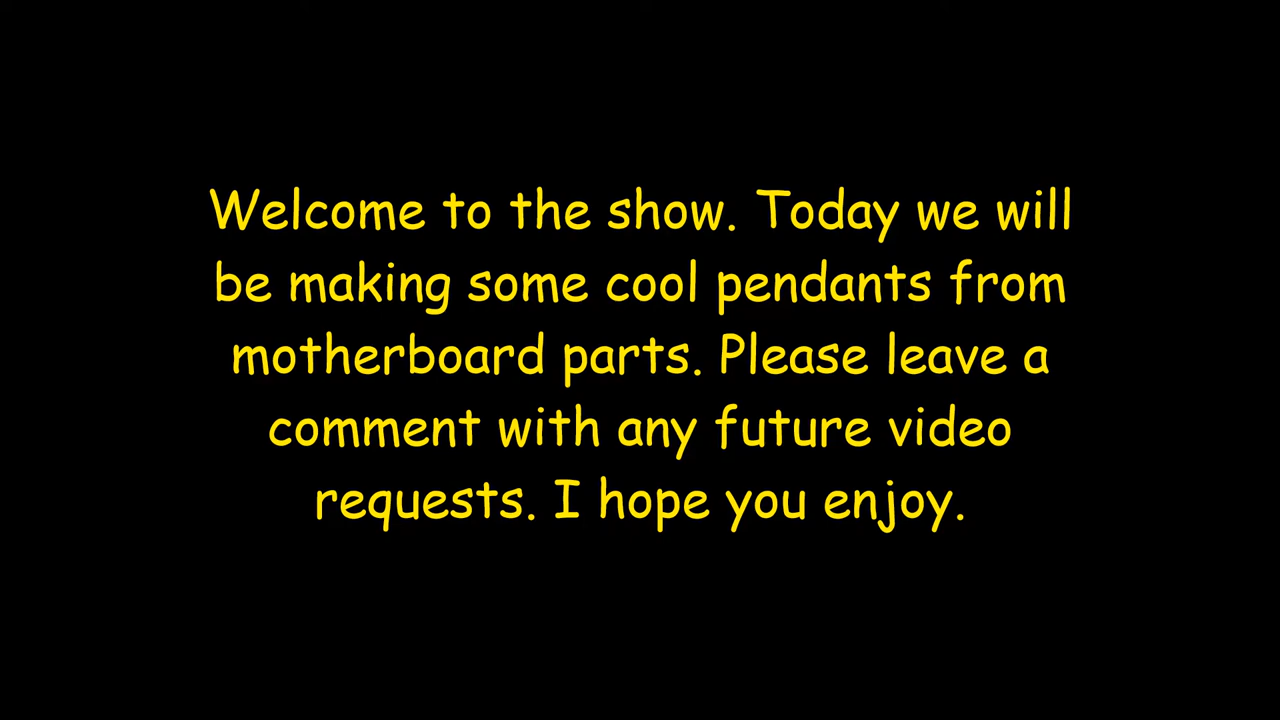 Welcome to the show. Today we will
be making some cool pendants from
motherboard parts. Please leave a
comment with any future video
requests. I hope you enjoy.